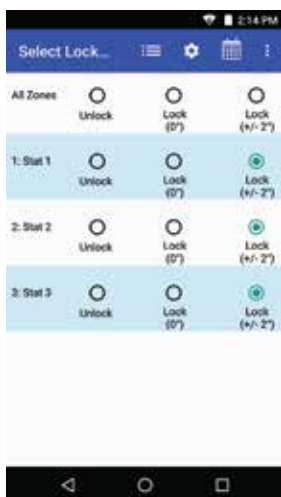 2:14 PM
Select Lock...
All Zones
Unlock
Lock
(0°)
Lock
(+/- 2°)
1: Stat 1
Unlock
Lock
(0°)
Lock
(+/- 2°)
2: Stat 2
Unlock
Lock
(0°)
Lock
(+/- 2°)
3: Stat 3
Unlock
Lock
(0°)
Lock
(+/- 2°)